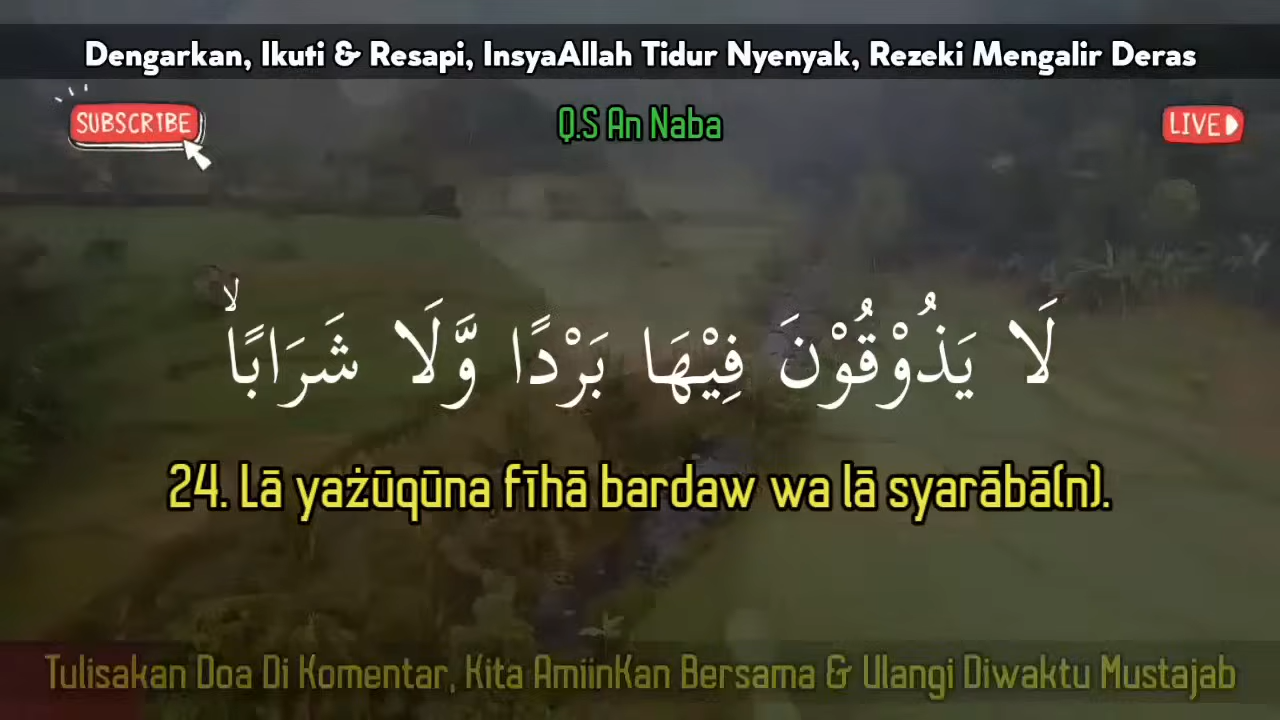 Dengarkan, Ikuti & Resapi, InsyaAllah Tidur Nyenyak, Rezeki Mengalir Deras
SUBSCRIBE
Q.S An Naba
LIVE
لَا يَذُوْقُوْنَ فِيْهَا بَرْدًا وَّلَا شَرَابًاۙ
24. Lā yażūqūna fīhā bardaw wa lā syarābā(n).
Tulisakan Doa Di Komentar, Kita AmiinKan Bersama & Ulangi Diwaktu Mustajab